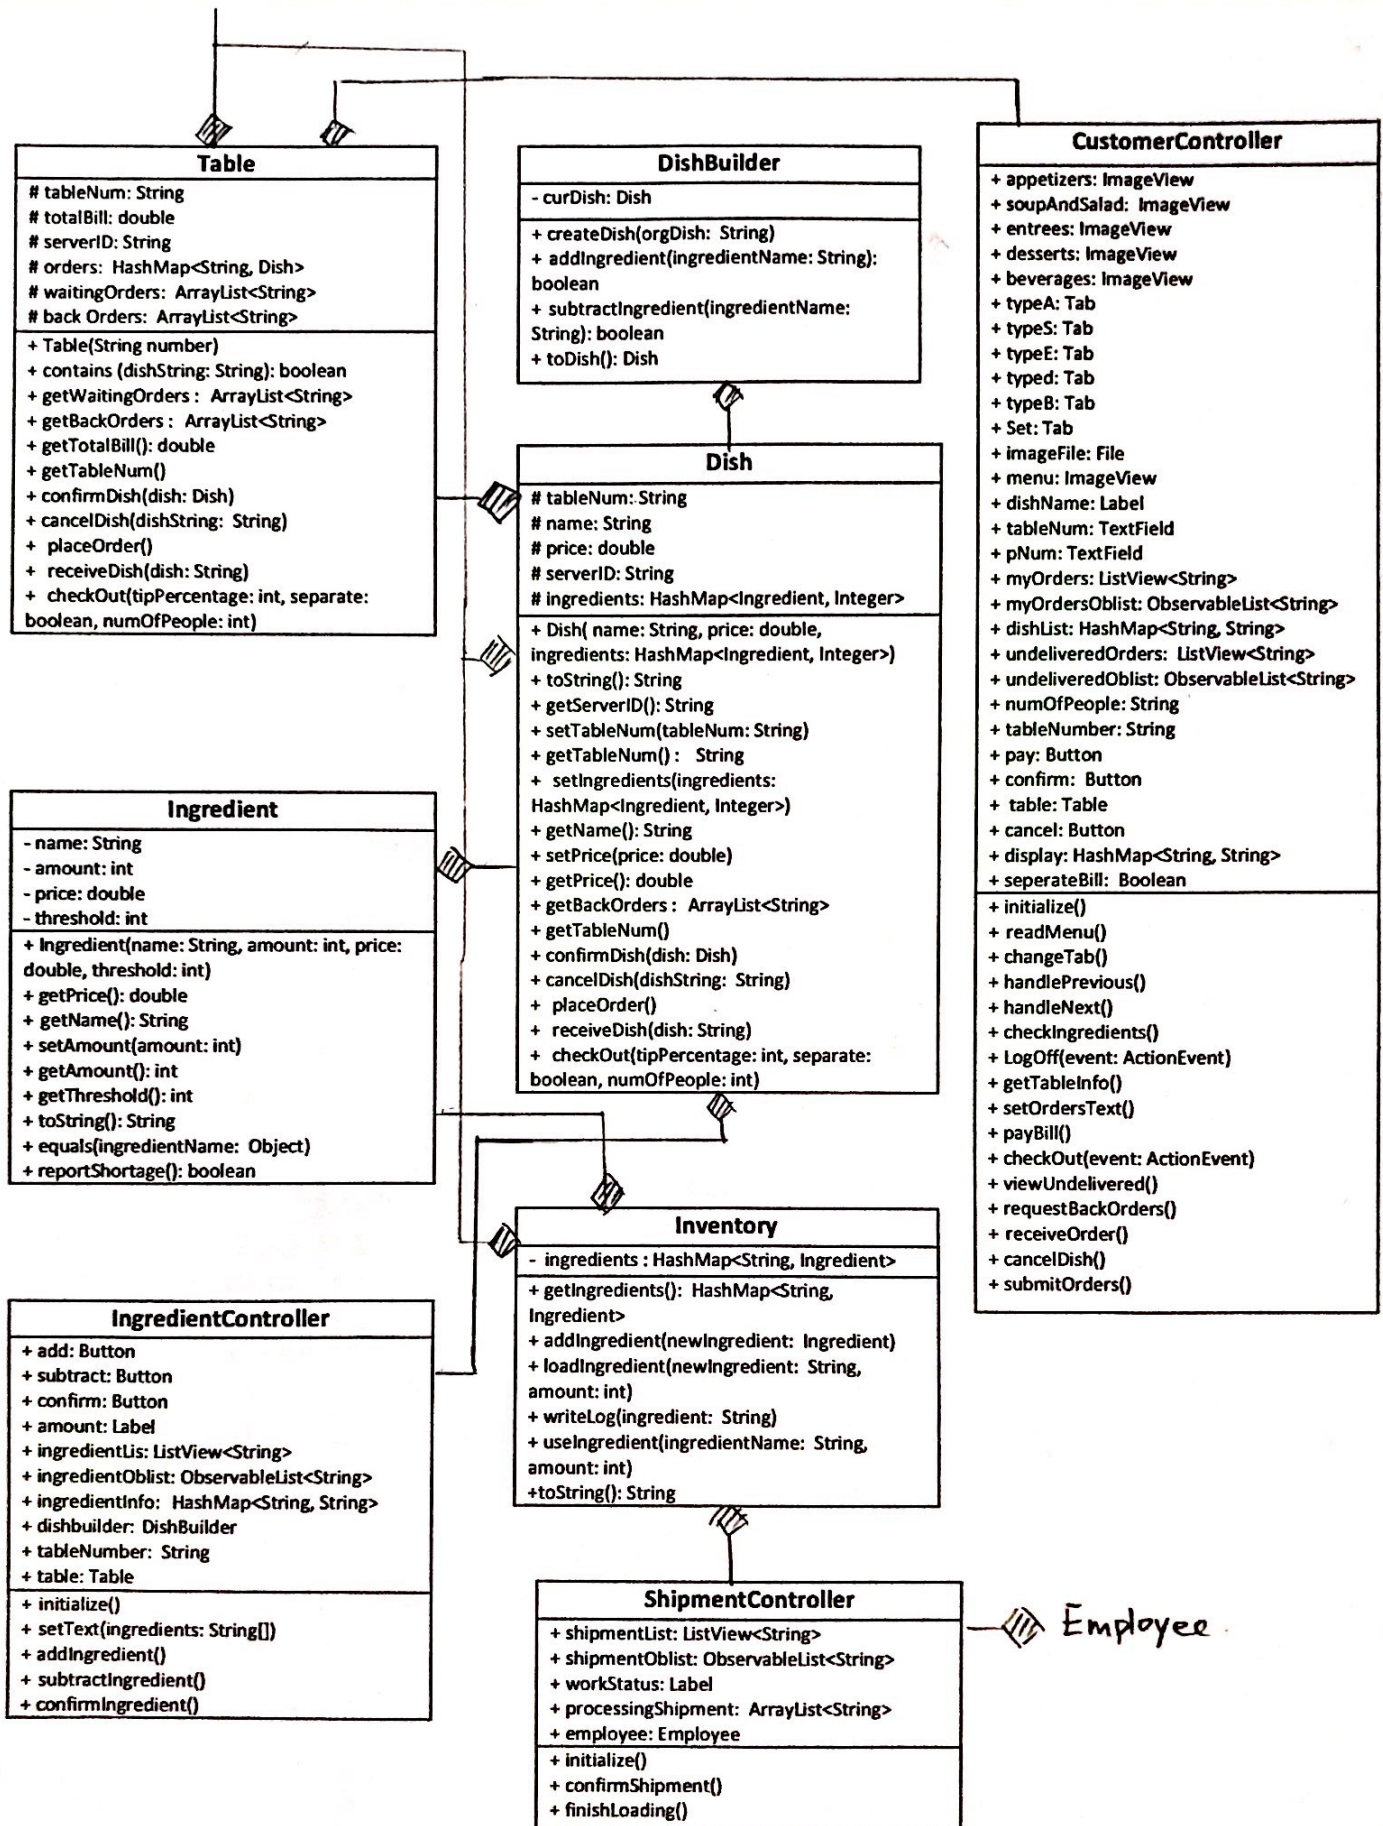 Table
# tableNum: String
# totalBill: double
# serverID: String
# orders: HashMap<String, Dish>
# waitingOrders: ArrayList<String>
# back Orders: ArrayList<String>
+ Table(String number)
+ contains (dishString: String): boolean
+ getWaitingOrders : ArrayList<String>
+ getBackOrders : ArrayList<String>
+ getTotalBill(): double
+ getTableNum()
+ confirmDish(dish: Dish)
+ cancelDish(dishString: String)
+ placeOrder()
+ receiveDish(dish: String)
+ checkOut(tipPercentage: int, separate:
boolean, numOfPeople: int)
DishBuilder
- curDish: Dish
+ createDish(orgDish: String)
+ addIngredient(ingredientName: String):
boolean
+ subtractIngredient(ingredientName:
String): boolean
+ toDish(): Dish
CustomerController
+ appetizers: ImageView
+ soupAndSalad: ImageView
+ entrees: ImageView
+ desserts: ImageView
+ beverages: ImageView
+ typeA: Tab
+ typeS: Tab
+ typeE: Tab
+ typed: Tab
+ typeB: Tab
+ Set: Tab
+ imageFile: File
+ menu: ImageView
+ dishName: Label
+ tableNum: TextField
+ pNum: TextField
+ myOrders: ListView<String>
+ myOrdersOblist: ObservableList<String>
+ dishList: HashMap<String, String>
+ undeliveredOrders: ListView<String>
+ undeliveredOblist: ObservableList<String>
+ numOfPeople: String
+ tableNumber: String
+ pay: Button
+ confirm: Button
+ table: Table
+ cancel: Button
+ display: HashMap<String, String>
+ seperateBill: Boolean
+ initialize()
+ readMenu()
+ changeTab()
+ handlePrevious()
+ handleNext()
+ checkIngredients()
+ LogOff(event: ActionEvent)
+ getTableInfo()
+ setOrdersText()
+ payBill()
+ checkOut(event: ActionEvent)
+ viewUndelivered()
+ requestBackOrders()
+ receiveOrder()
+ cancelDish()
+ submitOrders()
Dish
# tableNum: String
# name: String
# price: double
# serverID: String
# ingredients: HashMap<Ingredient, Integer>
+ Dish( name: String, price: double,
ingredients: HashMap<Ingredient, Integer>)
+ toString(): String
+ getServerID(): String
+ setTableNum(tableNum: String)
+ getTableNum() : String
+ setIngredients(ingredients:
HashMap<Ingredient, Integer>)
+ getName(): String
+ setPrice(price: double)
+ getPrice(): double
+ getBackOrders : ArrayList<String>
+ getTableNum()
+ confirmDish(dish: Dish)
+ cancelDish(dishString: String)
+ placeOrder()
+ receiveDish(dish: String)
+ checkOut(tipPercentage: int, separate:
boolean, numOfPeople: int)
Ingredient
- name: String
- amount: int
- price: double
- threshold: int
+ Ingredient(name: String, amount: int, price:
double, threshold: int)
+ getPrice(): double
+ getName(): String
+ setAmount(amount: int)
+ getAmount(): int
+ getThreshold(): int
+ toString(): String
+ equals(ingredientName: Object)
+ reportShortage(): boolean
Inventory
- ingredients : HashMap<String, Ingredient>
+ getIngredients(): HashMap<String,
Ingredient>
+ addIngredient(newIngredient: Ingredient)
+ loadIngredient(newIngredient: String,
amount: int)
+ writeLog(ingredient: String)
+ useIngredient(ingredientName: String,
amount: int)
+toString(): String
IngredientController
+ add: Button
+ subtract: Button
+ confirm: Button
+ amount: Label
+ ingredientLis: ListView<String>
+ ingredientOblist: ObservableList<String>
+ ingredientInfo: HashMap<String, String>
+ dishbuilder: DishBuilder
+ tableNumber: String
+ table: Table
+ initialize()
+ setText(ingredients: String[])
+ addIngredient()
+ subtractIngredient()
+ confirmIngredient()
ShipmentController
+ shipmentList: ListView<String>
+ shipmentOblist: ObservableList<String>
+ workStatus: Label
+ processingShipment: ArrayList<String>
+ employee: Employee
+ initialize()
+ confirmShipment()
+ finishLoading()
Employee